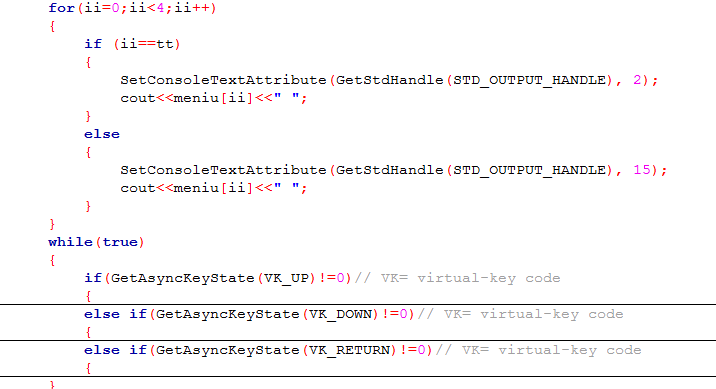 for(ii=0;ii<4;ii++)
{
if (ii==tt)
{
SetConsoleTextAttribute(GetStdHandle(STD_OUTPUT_HANDLE), 2);
cout<<meniu[ii]<<" ";
}
else
{
SetConsoleTextAttribute(GetStdHandle(STD_OUTPUT_HANDLE), 15);
cout<<meniu[ii]<<" ";
}
}
while(true)
{
if(GetAsyncKeyState(VK_UP)!=0)// VK= virtual-key code
{
else if(GetAsyncKeyState(VK_DOWN)!=0)// VK= virtual-key code
{
else if(GetAsyncKeyState(VK_RETURN)!=0)// VK= virtual-key code
{
}